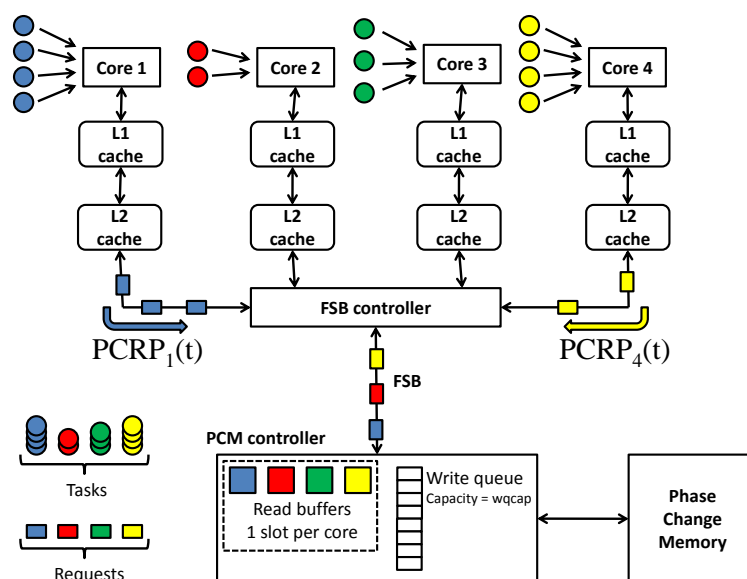 Core 1
Core 2
Core 3
Core 4
L1
cache
L1
cache
L1
cache
L1
cache
L2
cache
L2
cache
L2
cache
L2
cache
FSB controller
PCRP1(t)
PCRP4(t)
FSB
PCM controller
Read buffers
1 slot per core
Write queue
Capacity = wqcap
Phase
Change
Memory
Tasks
Requests